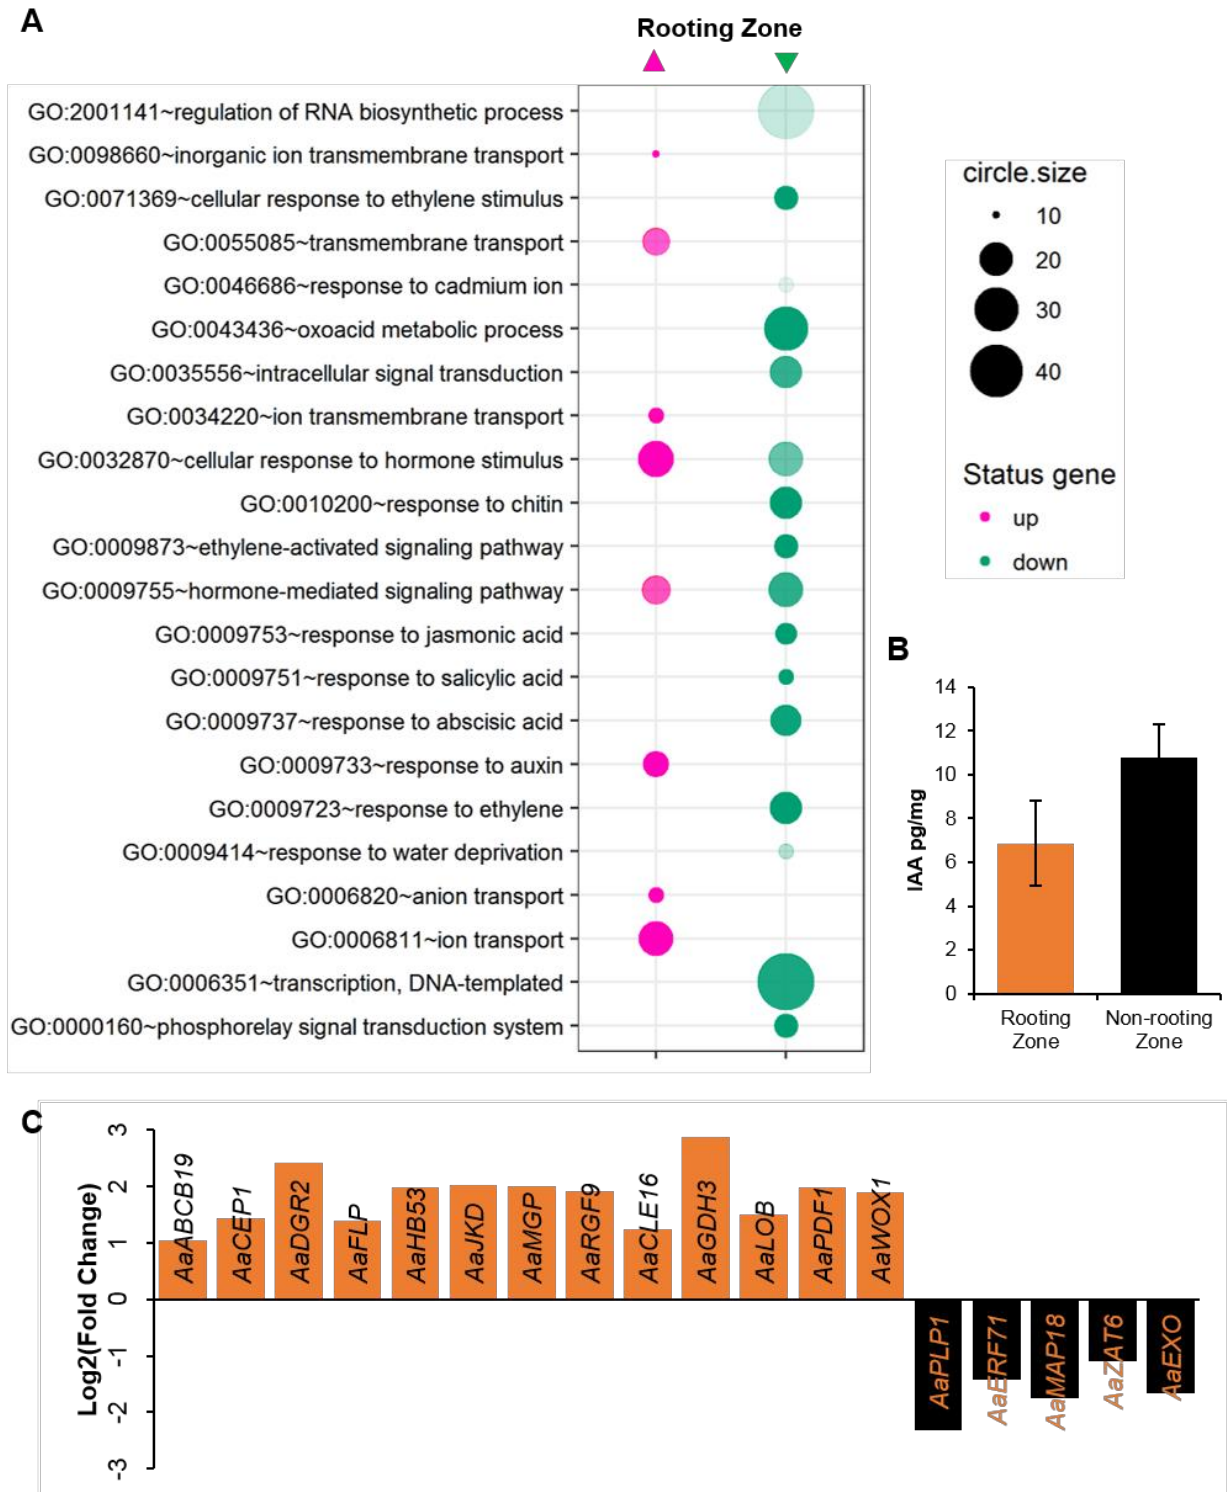 A
Rooting Zone
GO:2001141~regulation of RNA biosynthetic process
GO:0098660~inorganic ion transmembrane transport
GO:0071369~cellular response to ethylene stimulus
GO:0055085~transmembrane transport
GO:0046686~response to cadmium ion
GO:0043436~oxoacid metabolic process
GO:0035556~intracellular signal transduction
GO:0034220~ion transmembrane transport
GO:0032870~cellular response to hormone stimulus
GO:0010200~response to chitin
GO:0009873~ethylene-activated signaling pathway
GO:0009755~hormone-mediated signaling pathway
GO:0009753~response to jasmonic acid
GO:0009751~response to salicylic acid
GO:0009737~response to abscisic acid
GO:0009733~response to auxin
GO:0009723~response to ethylene
GO:0009414~response to water deprivation
GO:0006820~anion transport
GO:0006811~ion transport
GO:0006351~transcription, DNA-templated
GO:0000160~phosphorelay signal transduction system
circle.size
10
20
30
40
Status gene
up
down
B
IAA pg/mg
14
12
10
8
6
4
2
0
Rooting
Zone
Non-rooting
Zone
C
Log2(Fold Change)
3
2
1
0
-1
-2
-3
AaABCB19
AaCEP1
AaDGR2
AaFLP
AaHB53
AaJKD
AaMGP
AaRGF9
AaCLE16
AaGDH3
AaLOB
AaPDF1
AaWOX1
AaPLP1
AaERF71
AaMAP18
AaZAT6
AaEXO